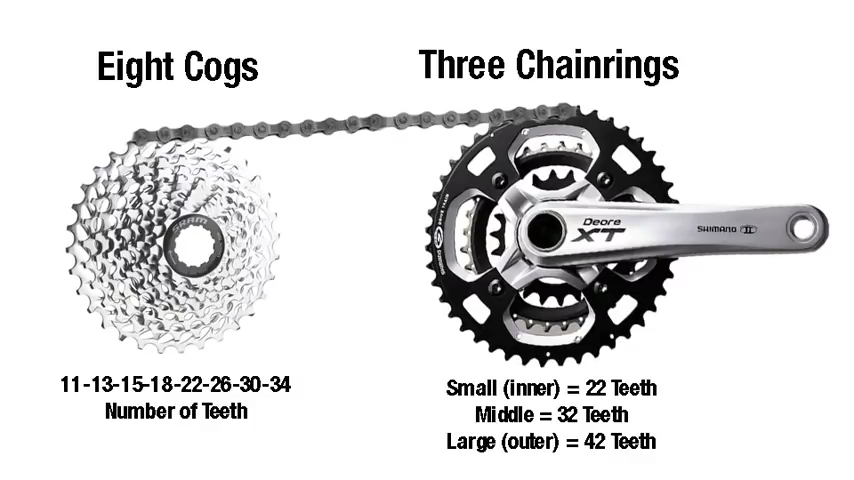 Eight Cogs
Three Chainrings
SRAM
Deore
XT
SHIMANO
11-13-15-18-22-26-30-34
Number of Teeth
Small (inner) = 22 Teeth
Middle = 32 Teeth
Large (outer) = 42 Teeth